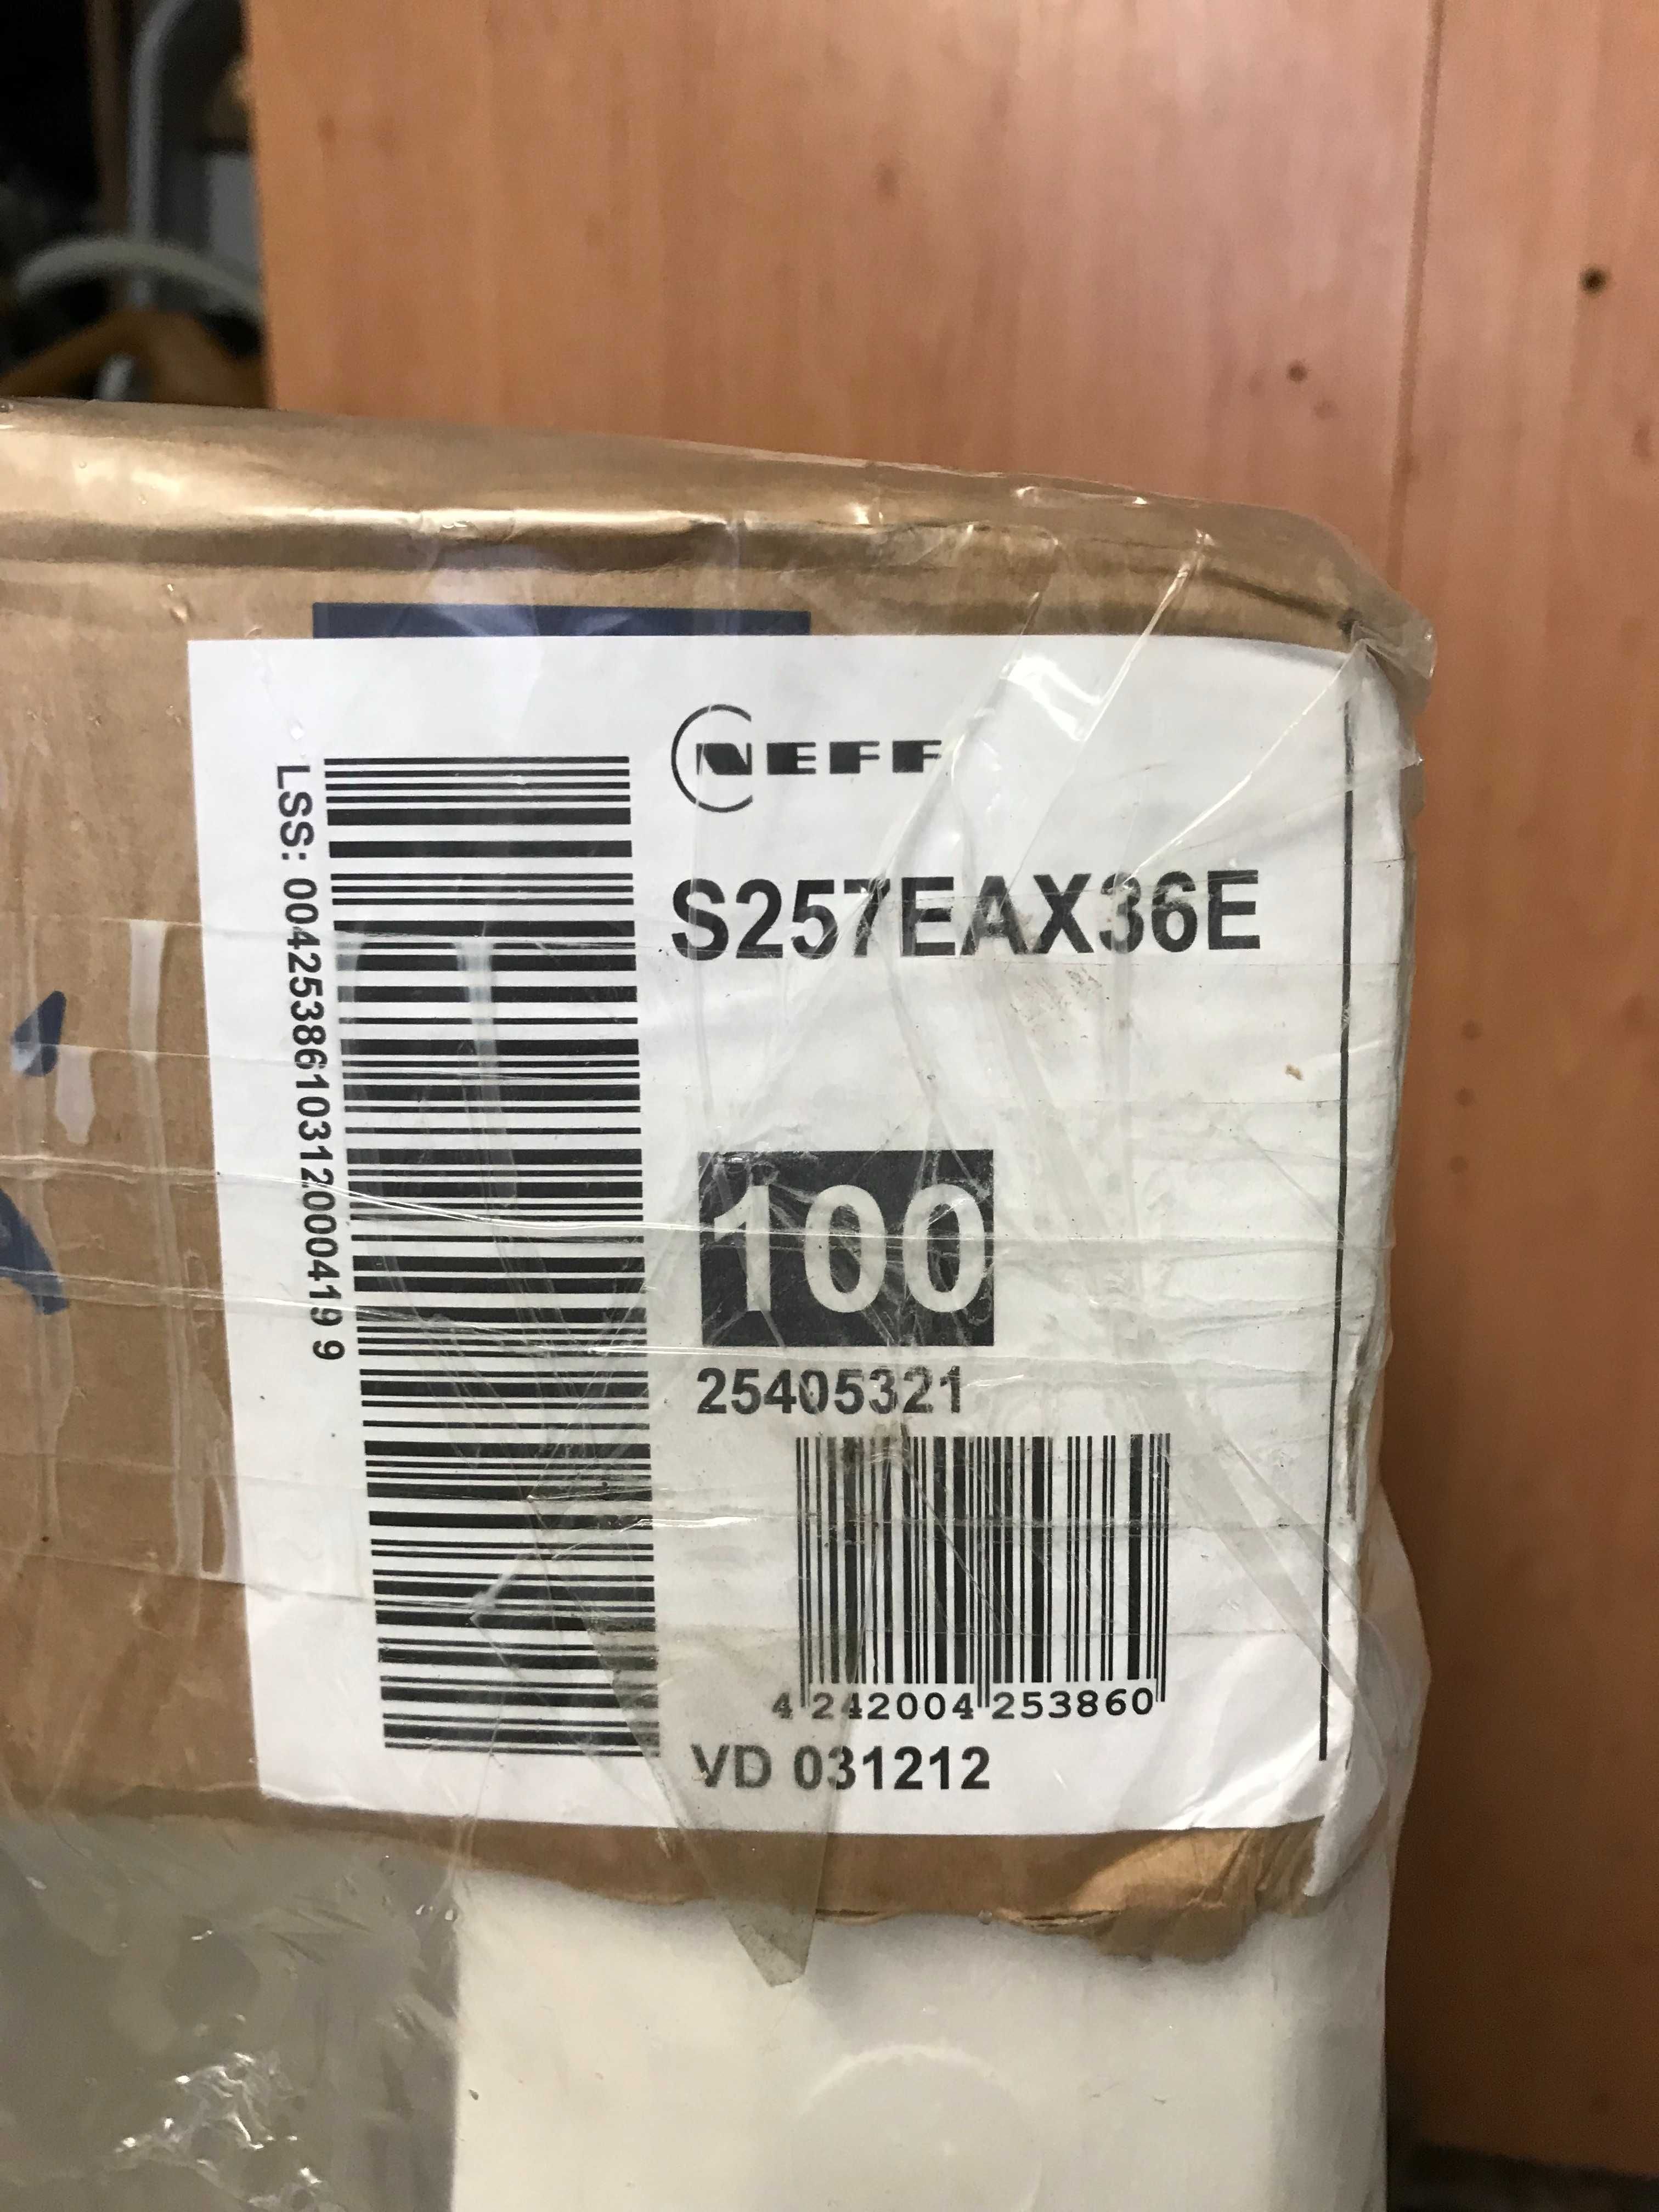 NEFF
S257EAX36E
LSS: 00425386103120004199
100
25405321
4 242004 253860
VD 031212